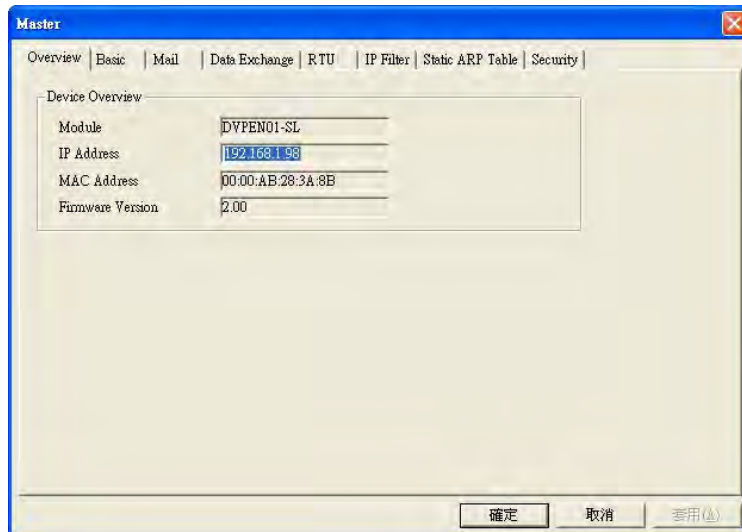 Master
Overview Basic Mail Data Exchange RTU IP Filter Static ARP Table Security
Device Overview
Module DVPEN01-SL
IP Address 192.168.1.98
MAC Address 00:00:AB:28:3A:8B
Firmware Version 2.00
確定 取消 套用(A)